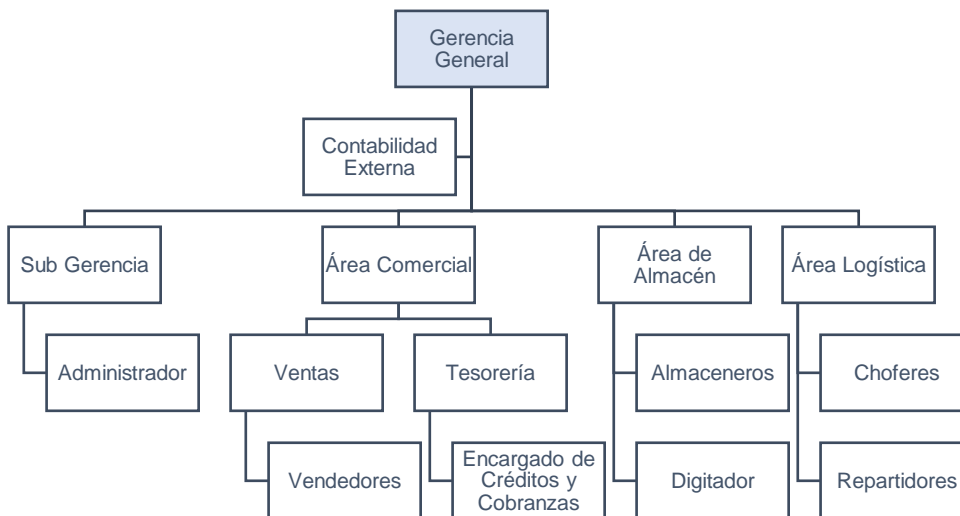 Gerencia
General
Contabilidad
Externa
Sub Gerencia
Área Comercial
Área de
Almacén
Área Logística
Administrador
Ventas
Tesorería
Almaceneros
Choferes
Vendedores
Encargado de
Créditos y
Cobranzas
Digitador
Repartidores